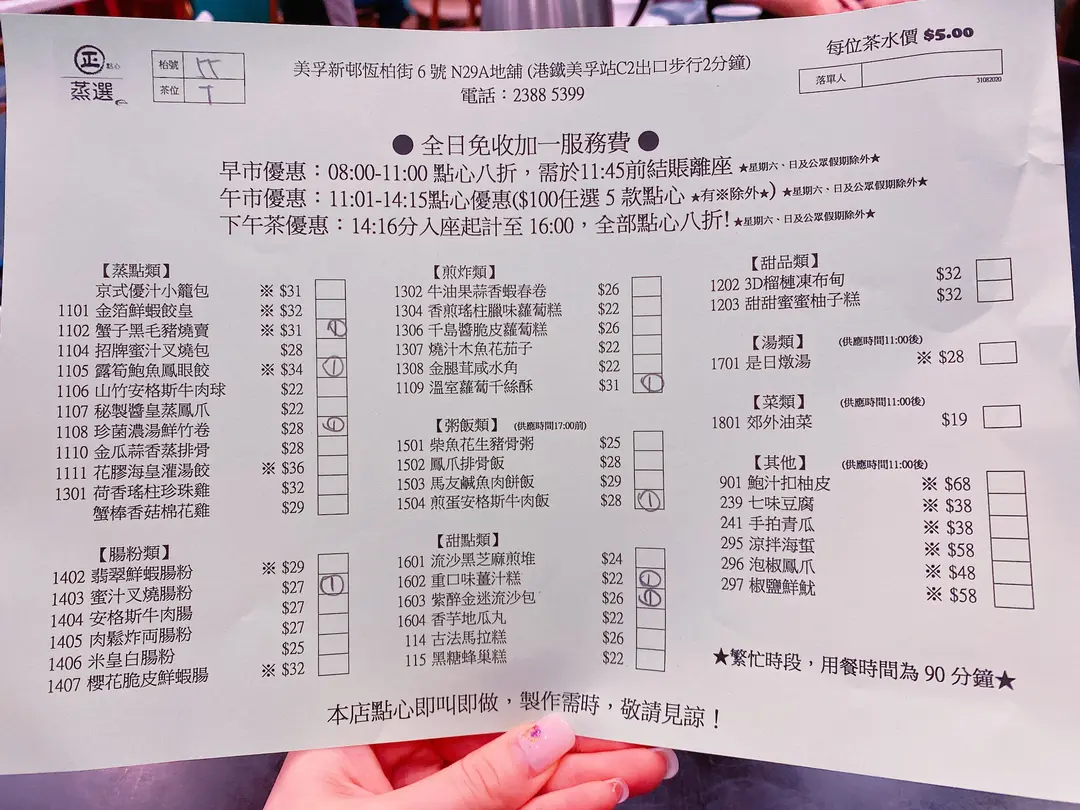 正 點心
蒸選
枱號
茶位
美孚新邨恆柏街 6 號 N29A地舖 (港鐵美孚站C2出口步行2分鐘)
電話：2388 5399
每位茶水價 $5.00
落單人
31082020
● 全日免收加一服務費 ●
早市優惠：08:00-11:00 點心八折，需於11:45前結賬離座 ★星期六、日及公眾假期除外★
午市優惠：11:01-14:15點心優惠($100任選 5 款點心 ★有※除外★) ★星期六、日及公眾假期除外★
下午茶優惠：14:16分入座起計至 16:00，全部點心八折!★星期六、日及公眾假期除外★
【蒸點類】
京式優汁小籠包 ※ $31
1101 金箔鮮蝦餃皇 ※ $32
1102 蟹子黑毛豬燒賣 ※ $31
1104 招牌蜜汁叉燒包 $28
1105 露筍鮑魚鳳眼餃 ※ $34 ①
1106 山竹安格斯牛肉球 $22
1107 秘製醬皇蒸鳳爪 $22
1108 珍菌濃湯鮮竹卷 $28 ①
1110 金瓜蒜香蒸排骨 $28
1111 花膠海皇灌湯餃 ※ $36
1301 荷香瑤柱珍珠雞 $32
蟹棒香菇棉花雞 $29
【腸粉類】
1402 翡翠鮮蝦腸粉 ※ $29
1403 蜜汁叉燒腸粉 $27 ①
1404 安格斯牛肉腸 $27
1405 肉鬆炸両腸粉 $27
1406 米皇白腸粉 $25
1407 櫻花脆皮鮮蝦腸 ※ $32
【煎炸類】
1302 牛油果蒜香蝦春卷 $26
1304 香煎瑤柱臘味蘿蔔糕 $22
1306 千島醬脆皮蘿蔔糕 $26
1307 燒汁木魚花茄子 $22
1308 金腿茸咸水角 $22
1109 溫室蘿蔔千絲酥 $31 ①
【粥飯類】 (供應時間17:00前)
1501 柴魚花生豬骨粥 $25
1502 鳳爪排骨飯 $28
1503 馬友鹹魚肉餅飯 $29
1504 煎蛋安格斯牛肉飯 $28 ①
【甜點類】
1601 流沙黑芝麻煎堆 $24
1602 重口味薑汁糕 $22 ①
1603 紫醉金迷流沙包 $26 ①
1604 香芋地瓜丸 $22
114 古法馬拉糕 $26
115 黑糖蜂巢糕 $22
【甜品類】
1202 3D榴槤凍布甸 $32
1203 甜甜蜜蜜柚子糕 $32
【湯類】 (供應時間11:00後)
1701 是日燉湯 ※ $28
【菜類】 (供應時間11:00後)
1801 郊外油菜 $19
【其他】 (供應時間11:00後)
901 鮑汁扣柚皮 ※ $68
239 七味豆腐 ※ $38
241 手拍青瓜 ※ $38
295 涼拌海蜇 ※ $58
296 泡椒鳳爪 ※ $48
297 椒鹽鮮魷 ※ $58
★繁忙時段，用餐時間為 90 分鐘★
本店點心即叫即做，製作需時，敬請見諒！